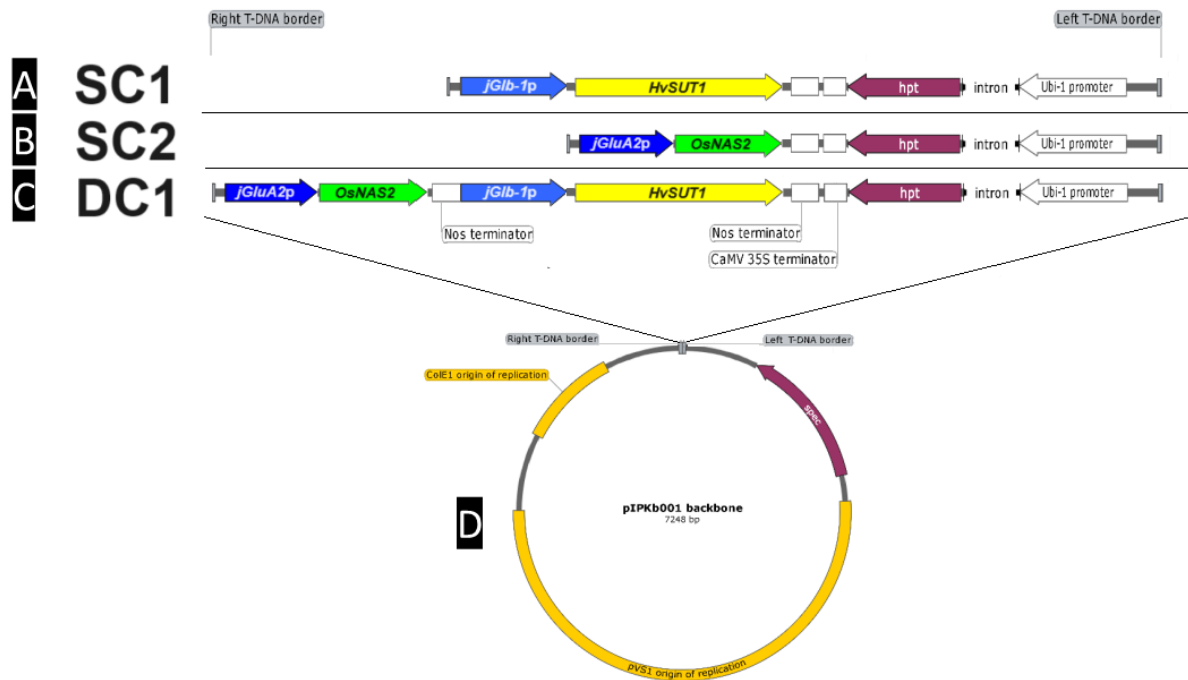 Right T-DNA border
Left T-DNA border
A SC1 jGlb-1p HvSUT1 hpt intron Ubi-1 promoter
B SC2 jGluA2p OsNAS2 hpt intron Ubi-1 promoter
C DC1 jGluA2p OsNAS2 jGlb-1p HvSUT1 hpt intron Ubi-1 promoter
Nos terminator
Nos terminator
CaMV 35S terminator
Right T-DNA border
Left T-DNA border
ColE1 origin of replication
spec
D
pIPKb001 backbone
7248 bp
pVS1 origin of replication